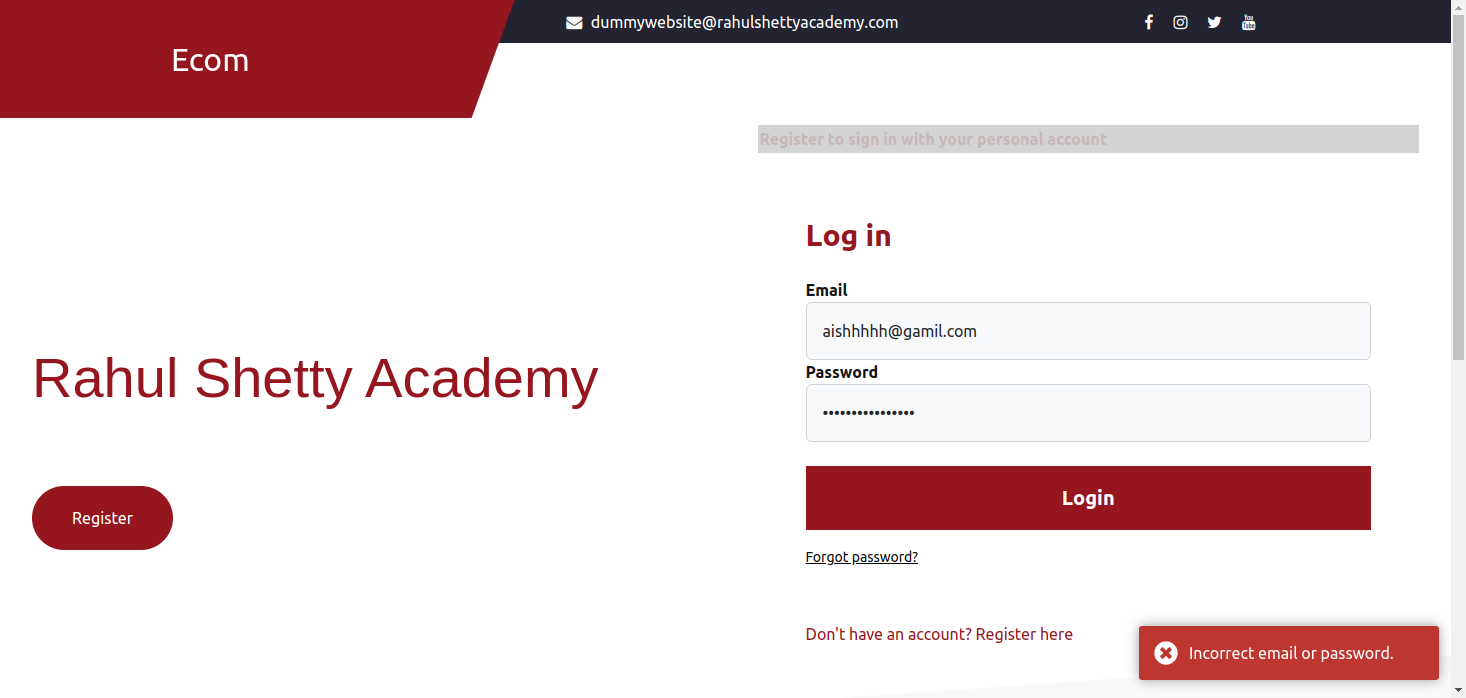 dummywebsite@rahulshettyacademy.com
Ecom
Register to sign in with your personal account
Log in
Email
aishhhhh@gamil.com
Password
Rahul Shetty Academy
Login
Register
Forgot password?
Don't have an account? Register here
Incorrect email or password.